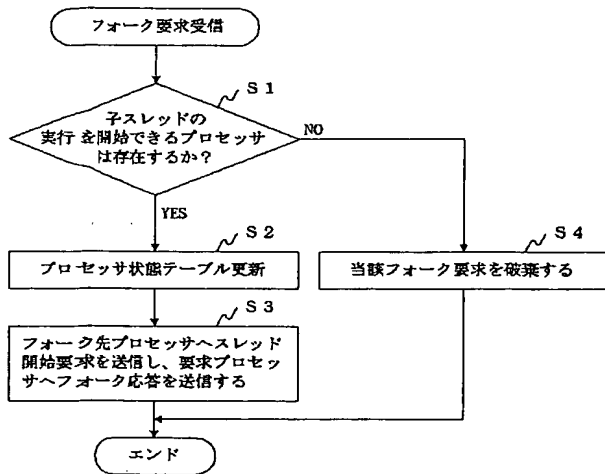 フォーク要求受信
S1
子スレッドの
実行を開始できるプロセッサ
は存在するか？
NO
YES
S2
プロセッサ状態テーブル更新
S4
当該フォーク要求を破棄する
S3
フォーク先プロセッサへスレッド
開始要求を送信し、要求プロセッ
サへフォーク応答を送信する
エンド